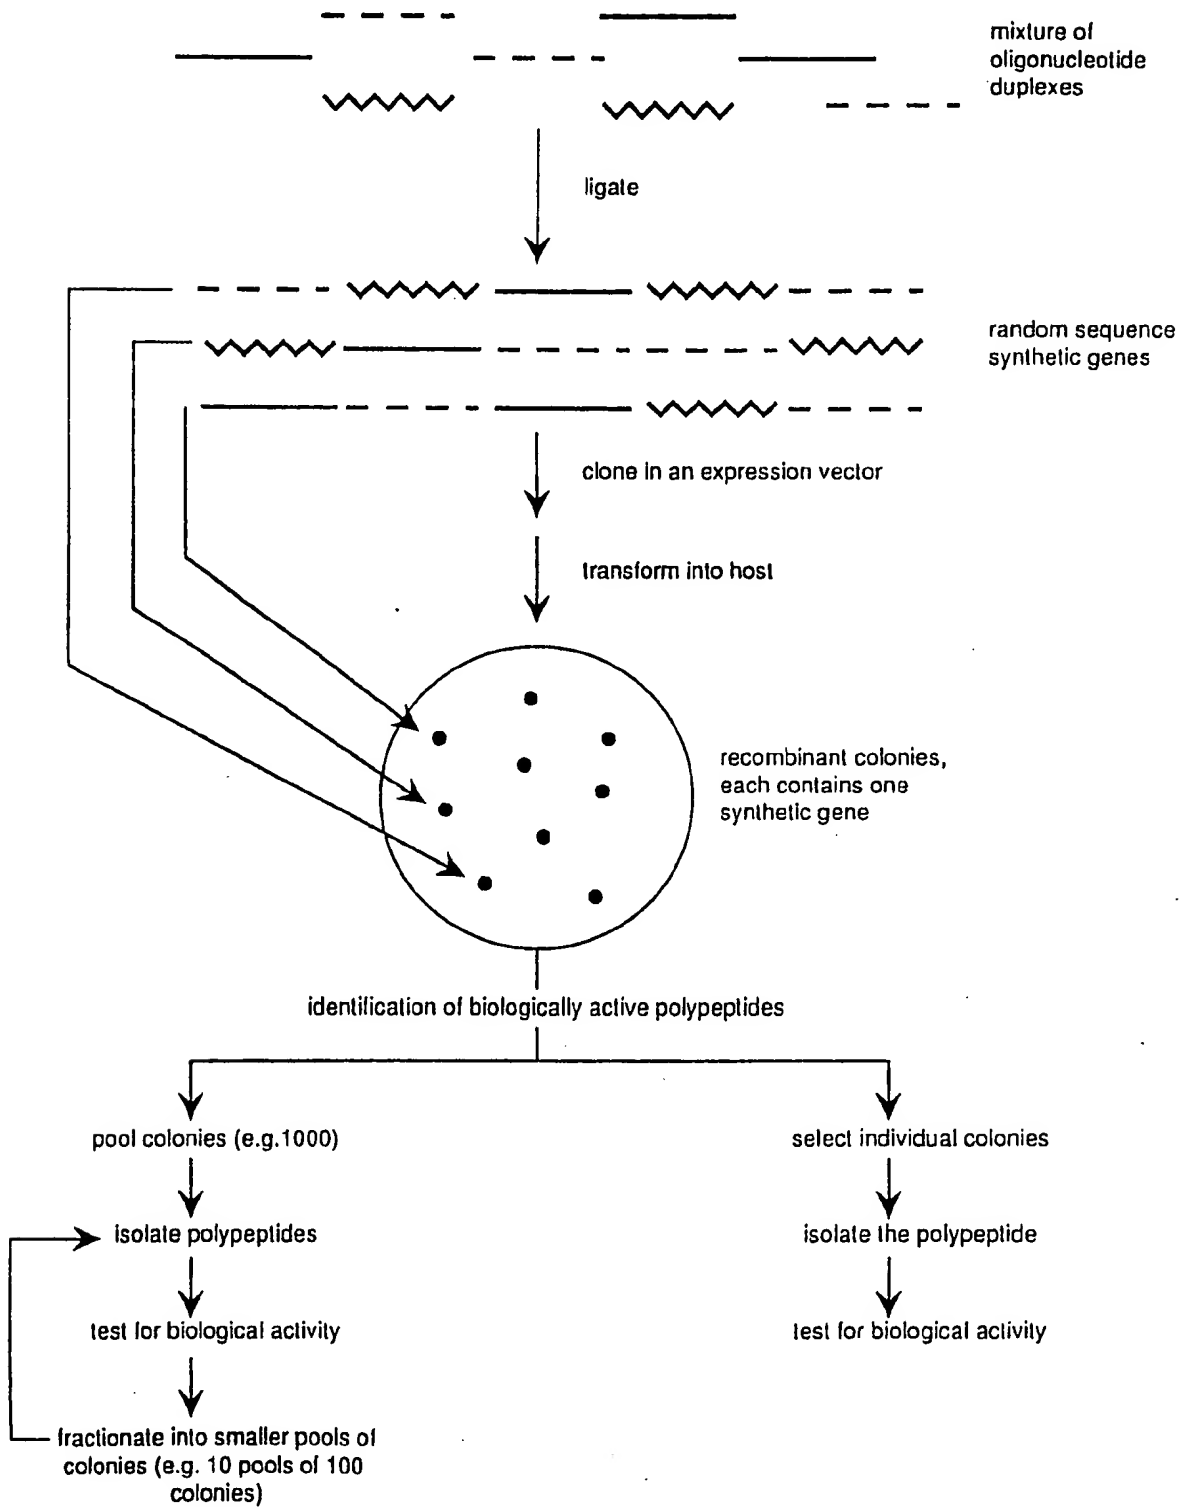 mixture of
oligonucleotide
duplexes
ligate
random sequence
synthetic genes
clone in an expression vector
transform into host
recombinant colonies,
each contains one
synthetic gene
identification of biologically active polypeptides
pool colonies (e.g.1000)
select individual colonies
isolate polypeptides
isolate the polypeptide
test for biological activity
test for biological activity
fractionate into smaller pools of
colonies (e.g. 10 pools of 100
colonies)